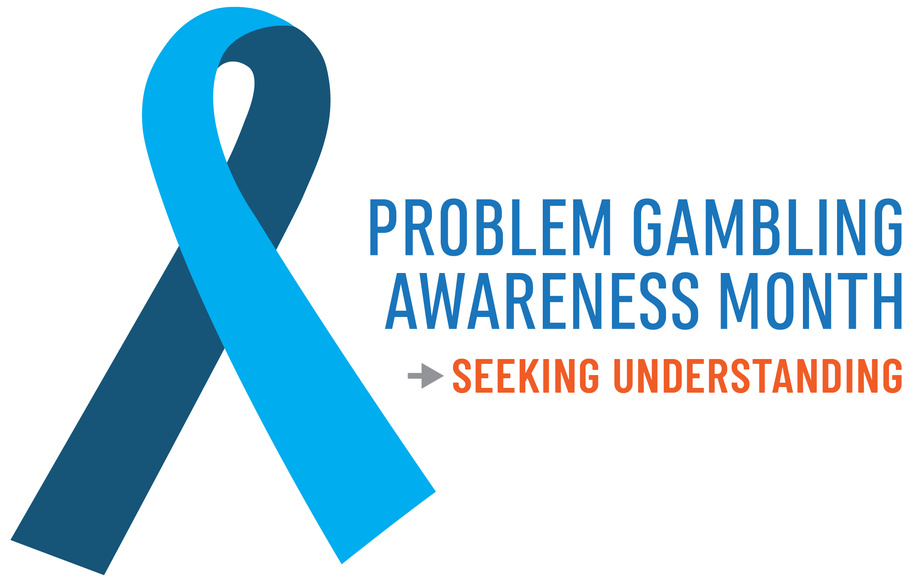 PROBLEM GAMBLING
AWARENESS MONTH
SEEKING UNDERSTANDING